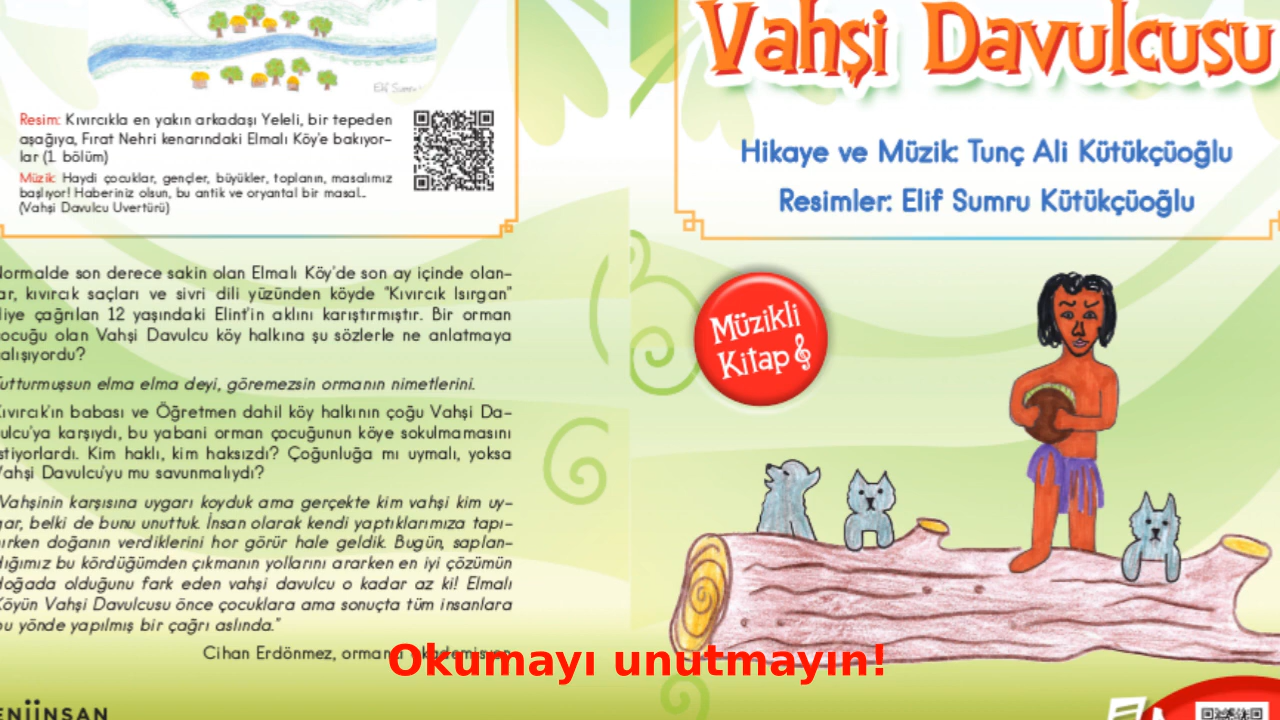 Elif Sumru
Resim: Kıvırcıkla en yakın arkadaşı Yeleli, bir tepeden
aşağıya, Fırat Nehri kenarındaki Elmalı Köy'e bakıyor-
lar (1. bölüm)
Müzik: Haydi çocuklar, gençler, büyükler, toplanın, masalımız
başlıyor! Haberiniz olsun, bu antik ve oryantal bir masal...
(Vahşi Davulcu Uvertürü)
Normalde son derece sakin olan Elmalı Köy'de son ay içinde olan-
lar, kıvırcık saçları ve sivri dili yüzünden köyde "Kıvırcık Isırgan"
diye çağrılan 12 yaşındaki Elint'in aklını karıştırmıştır. Bir orman
çocuğu olan Vahşi Davulcu köy halkına şu sözlerle ne anlatmaya
çalışıyordu?
Tutturmuşsun elma elma deyi, göremezsin ormanın nimetlerini.
Kıvırcık'ın babası ve Öğretmen dahil köy halkının çoğu Vahşi Da-
vulcu'ya karşıydı, bu yabani orman çocuğunun köye sokulmamasını
istiyorlardı. Kim haklı, kim haksızdı? Çoğunluğa mı uymalı, yoksa
Vahşi Davulcu'yu mu savunmalıydı?
"Vahşinin karşısına uygarı koyduk ama gerçekte kim vahşi kim uy-
gar, belki de bunu unuttuk. İnsan olarak kendi yaptıklarımıza tapı-
nırken doğanın verdiklerini hor görür hale geldik. Bugün, saplan-
dığımız bu kördüğümden çıkmanın yollarını ararken en iyi çözümün
doğada olduğunu fark eden vahşi davulcu o kadar az ki! Elmalı
Köyün Vahşi Davulcusu önce çocuklara ama sonuçta tüm insanlara
bu yönde yapılmış bir çağrı aslında."
Cihan Erdönmez, ormancı akademisyen
YENİİNSAN
Vahşi Davulcusu
Hikaye ve Müzik: Tunç Ali Kütükçüoğlu
Resimler: Elif Sumru Kütükçüoğlu
Müzikli
Kitap
Okumayı unutmayın!